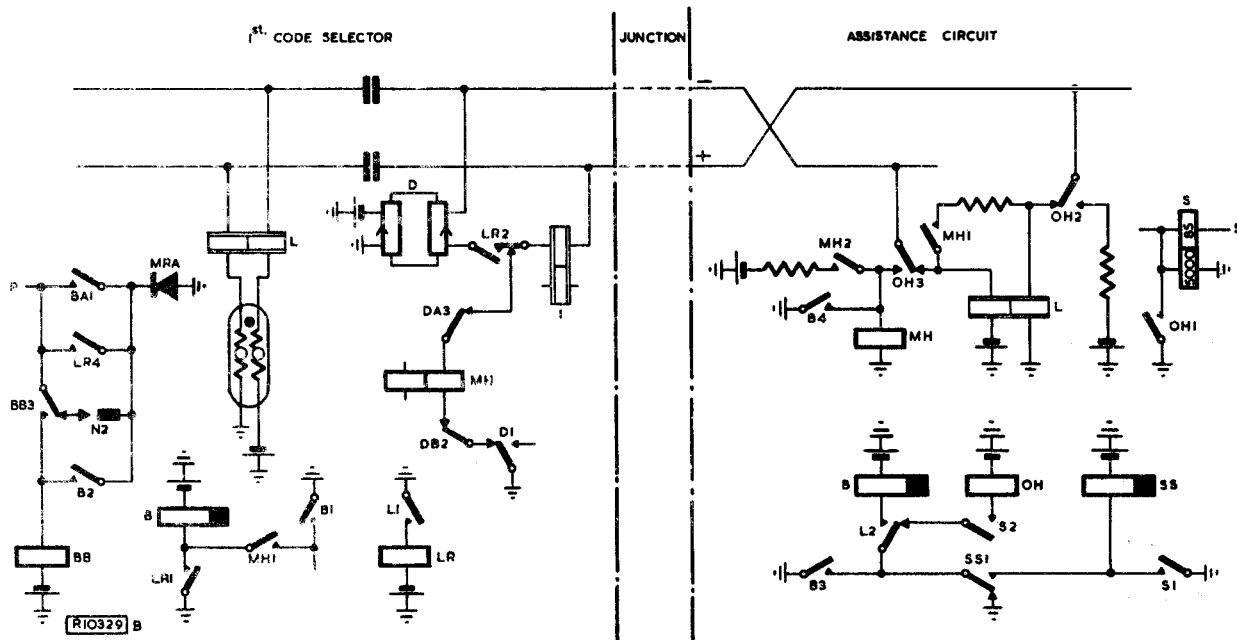 1st. CODE SELECTOR
JUNCTION
ASSISTANCE CIRCUIT
−
+
D
LR2
L
P
BA1
MRA
LR4
BB3
N2
B2
BB
DA3
MH
DB2
D1
B
B1
MH1
LR1
L1
LR
OH2
MH1
MH2
OH3
B4
MH
L
S
5000
85
S
OH1
B
OH
SS
L2
S2
B3
SS1
S1
R10329 B